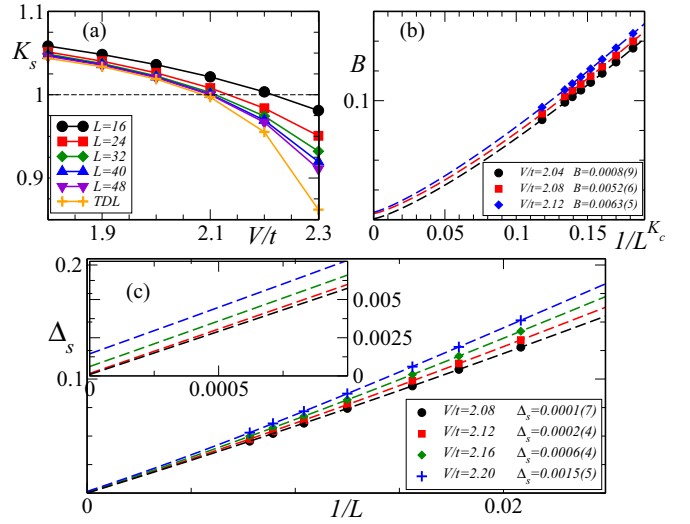 (a)
K_s
1.1
1
0.9
1.9
2.1
2.3
V/t
L=16
L=24
L=32
L=40
L=48
TDL
(b)
B
0.1
0
0.05
0.1
0.15
1/L^{K_c}
V/t=2.04 B=0.0008(9)
V/t=2.08 B=0.0052(6)
V/t=2.12 B=0.0063(5)
(c)
Δ_s
0.2
0.1
0
0.02
1/L
0.005
0.0025
0
0
0.0005
V/t=2.08 Δ_s=0.0001(7)
V/t=2.12 Δ_s=0.0002(4)
V/t=2.16 Δ_s=0.0006(4)
V/t=2.20 Δ_s=0.0015(5)